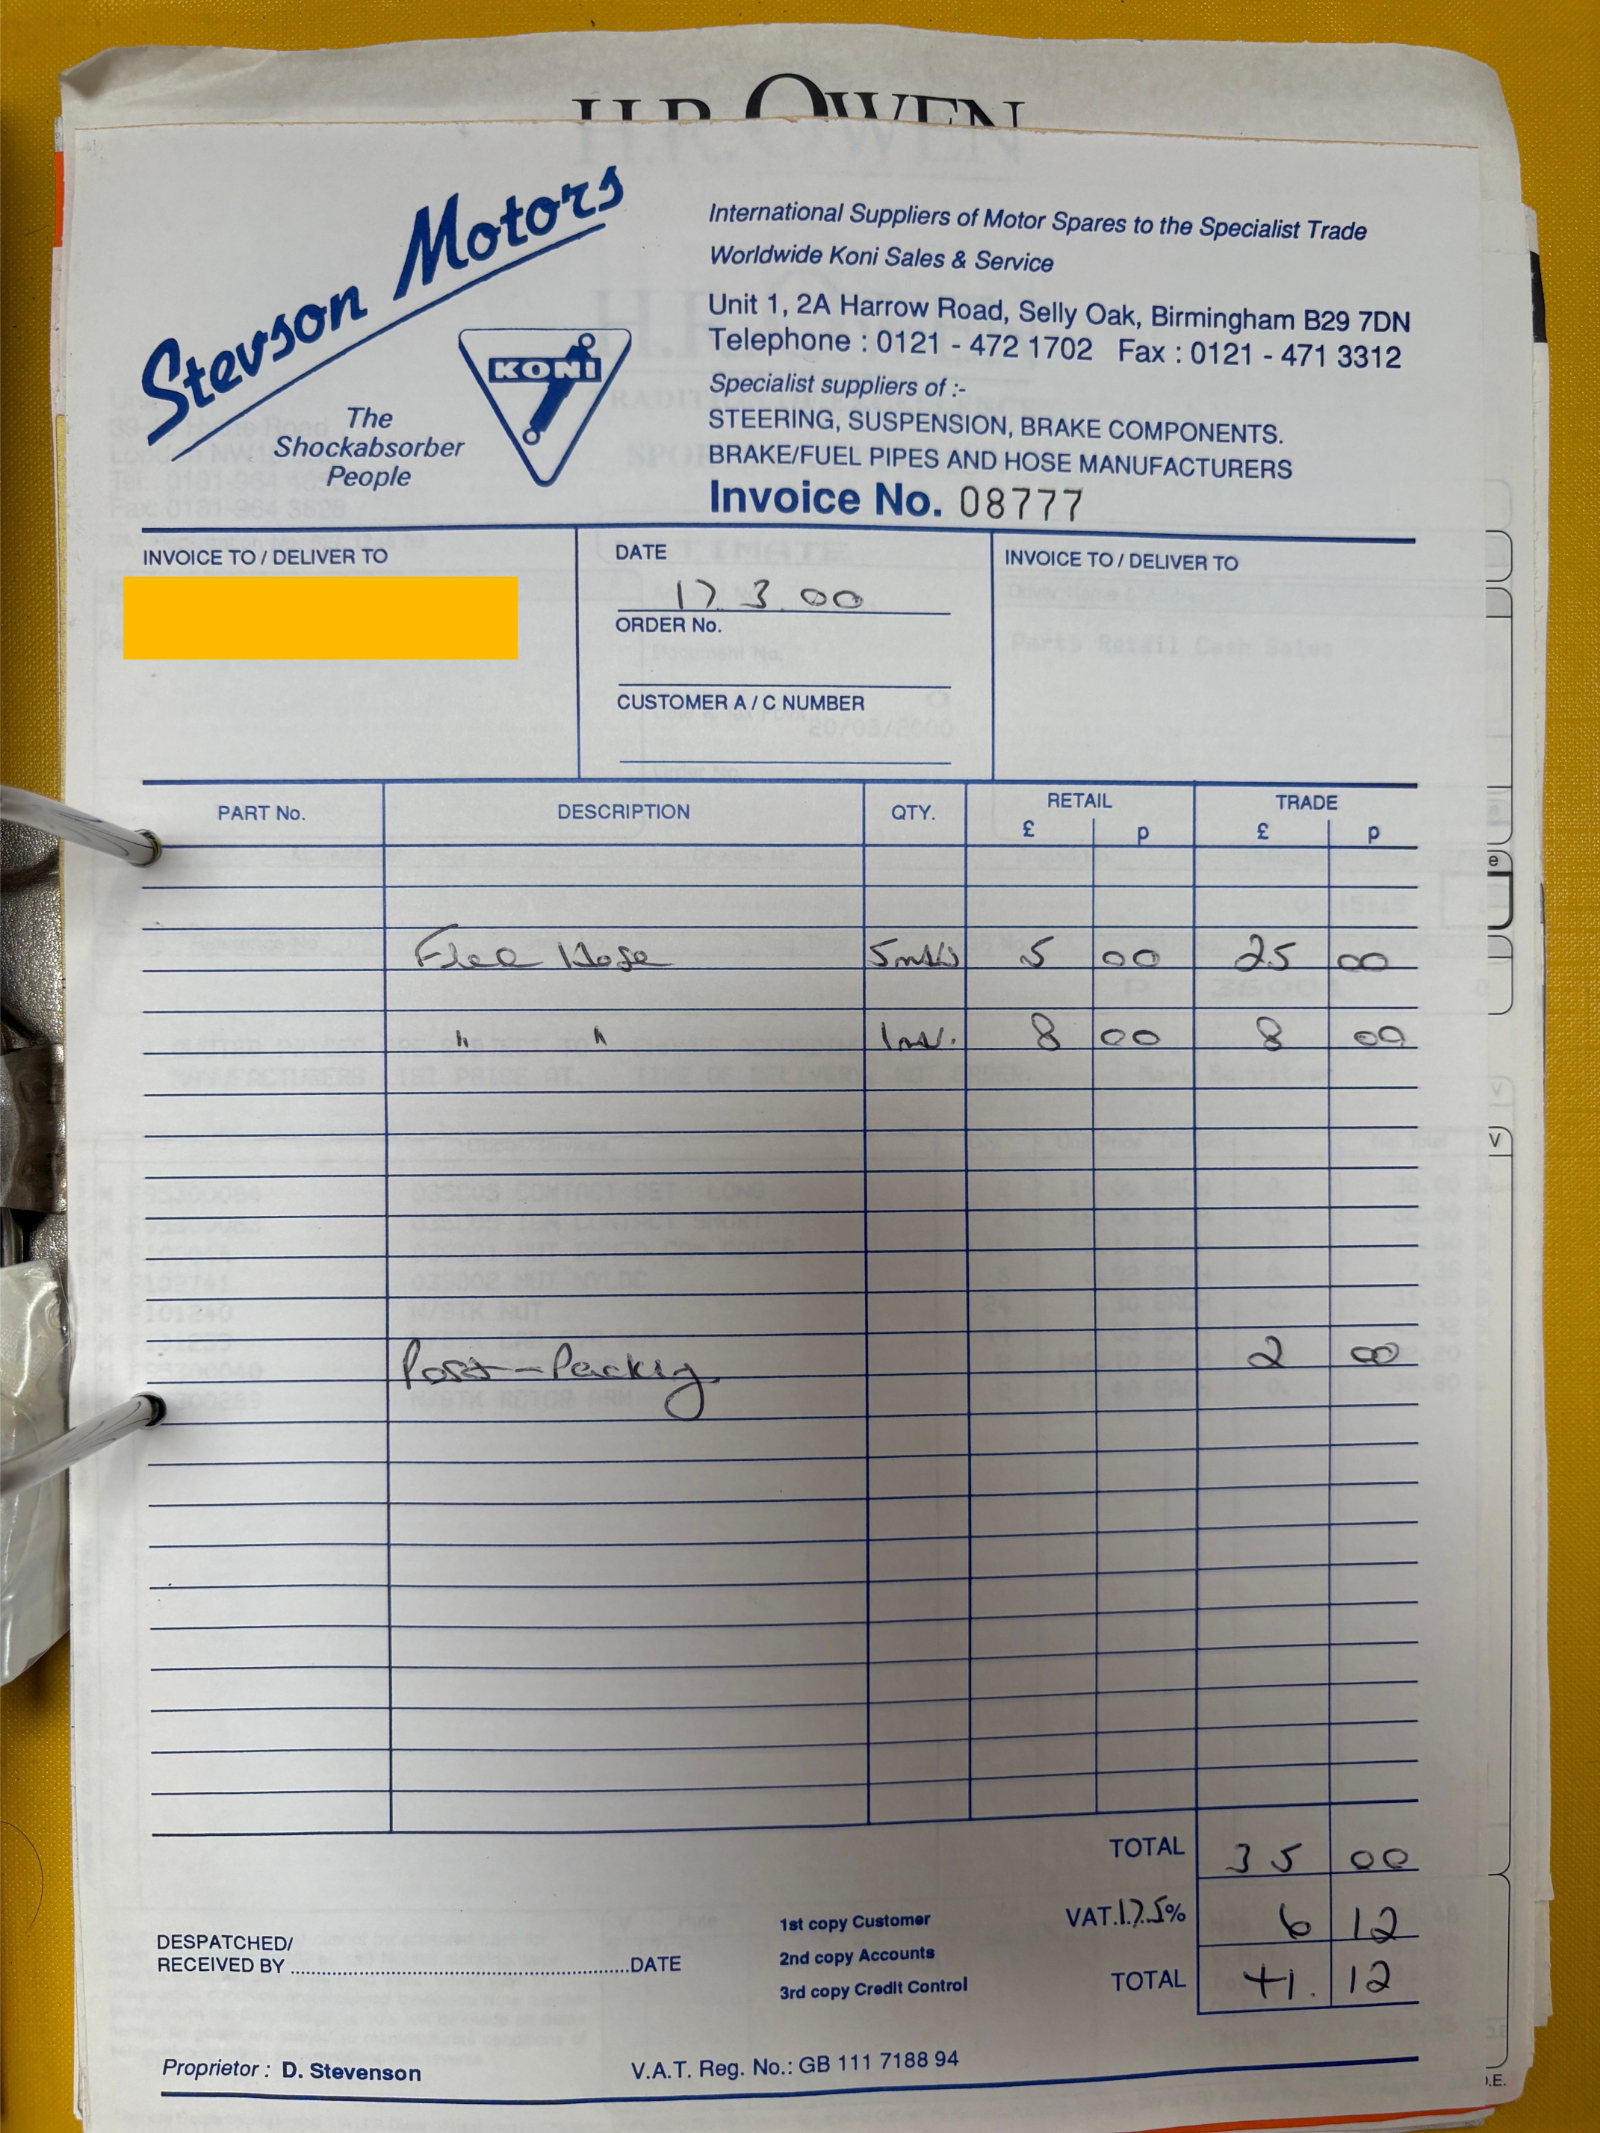 H.R. OWEN
Stevson Motors
The
Shockabsorber
People
KONI
International Suppliers of Motor Spares to the Specialist Trade
Worldwide Koni Sales & Service
Unit 1, 2A Harrow Road, Selly Oak, Birmingham B29 7DN
Telephone : 0121 - 472 1702 Fax : 0121 - 471 3312
Specialist suppliers of :-
STEERING, SUSPENSION, BRAKE COMPONENTS.
BRAKE/FUEL PIPES AND HOSE MANUFACTURERS
Invoice No. 08777
INVOICE TO / DELIVER TO
DATE
17.3.00
ORDER No.
CUSTOMER A / C NUMBER
INVOICE TO / DELIVER TO
PART No. DESCRIPTION QTY. RETAIL TRADE
£ p £ p
Hose 5 5 00 25 00
" " 1 8 00 8 00
Post-Packing 2 00
TOTAL 35 00
VAT.17.5% 6 12
TOTAL 41.12
DESPATCHED/
RECEIVED BY ........................................ DATE
1st copy Customer
2nd copy Accounts
3rd copy Credit Control
Proprietor : D. Stevenson
V.A.T. Reg. No.: GB 111 7188 94